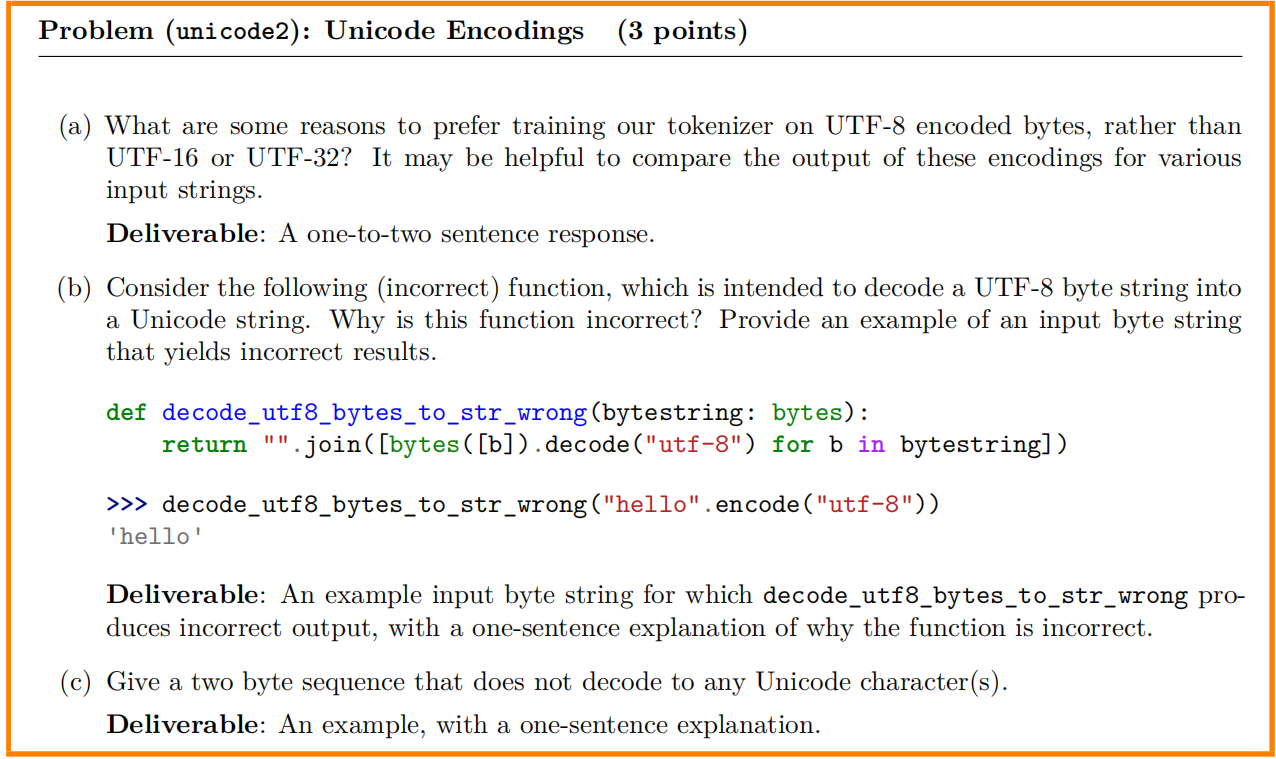 Problem (unicode2): Unicode Encodings (3 points)
(a) What are some reasons to prefer training our tokenizer on UTF-8 encoded bytes, rather than
UTF-16 or UTF-32? It may be helpful to compare the output of these encodings for various
input strings.
Deliverable: A one-to-two sentence response.
(b) Consider the following (incorrect) function, which is intended to decode a UTF-8 byte string into
a Unicode string. Why is this function incorrect? Provide an example of an input byte string
that yields incorrect results.
def decode_utf8_bytes_to_str_wrong(bytestring: bytes):
    return "".join([bytes([b]).decode("utf-8") for b in bytestring])
>>> decode_utf8_bytes_to_str_wrong("hello".encode("utf-8"))
'hello'
Deliverable: An example input byte string for which decode_utf8_bytes_to_str_wrong pro-
duces incorrect output, with a one-sentence explanation of why the function is incorrect.
(c) Give a two byte sequence that does not decode to any Unicode character(s).
Deliverable: An example, with a one-sentence explanation.